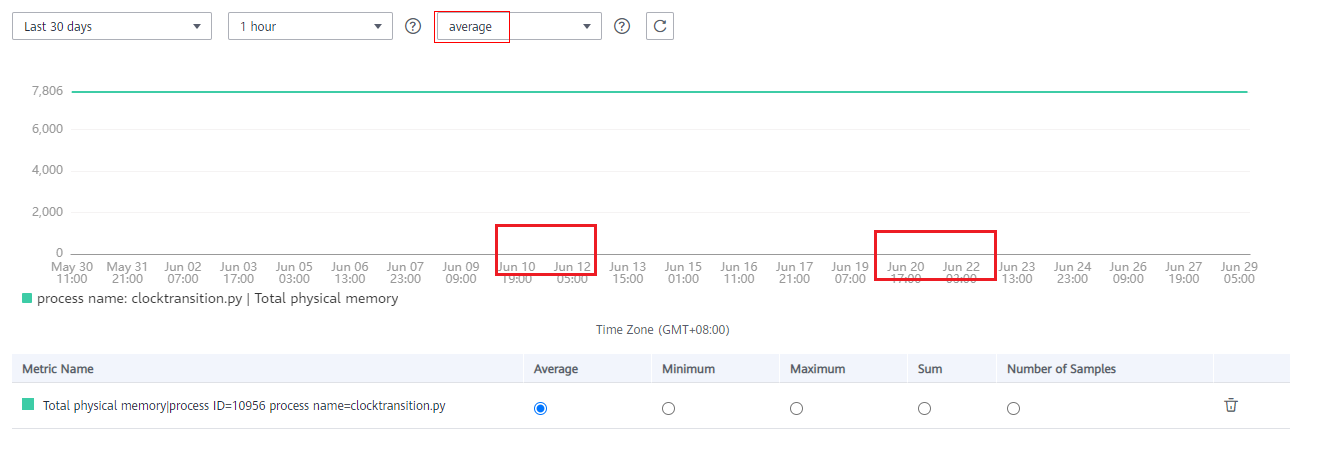 Last 30 days 1 hour average
7,806
6,000
4,000
2,000
0
May 30 May 31 Jun 02 Jun 03 Jun 05 Jun 06 Jun 07 Jun 09 Jun 10 Jun 12 Jun 13 Jun 15 Jun 16 Jun 17 Jun 19 Jun 20 Jun 22 Jun 23 Jun 24 Jun 26 Jun 27 Jun 29
11:00 21:00 07:00 17:00 03:00 13:00 23:00 09:00 19:00 05:00 15:00 01:00 11:00 21:00 07:00 17:00 03:00 13:00 23:00 09:00 19:00 05:00
process name: clocktransition.py | Total physical memory
Time Zone (GMT+08:00)
Metric Name Average Minimum Maximum Sum Number of Samples
Total physical memory|process ID=10956 process name=clocktransition.py